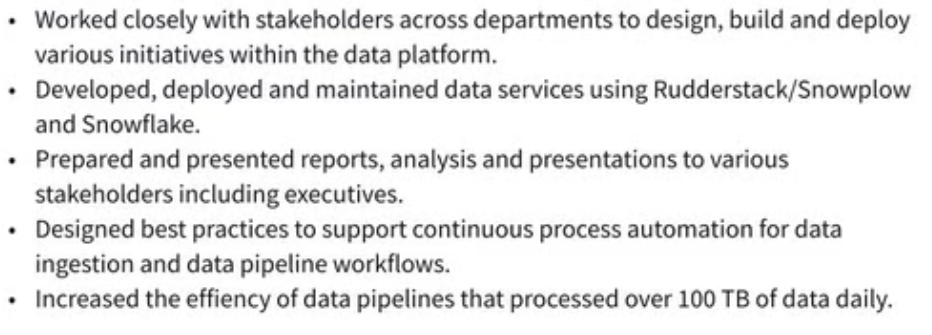 • Worked closely with stakeholders across departments to design, build and deploy
various initiatives within the data platform.
• Developed, deployed and maintained data services using Rudderstack/Snowplow
and Snowflake.
• Prepared and presented reports, analysis and presentations to various
stakeholders including executives.
• Designed best practices to support continuous process automation for data
ingestion and data pipeline workflows.
• Increased the effiency of data pipelines that processed over 100 TB of data daily.